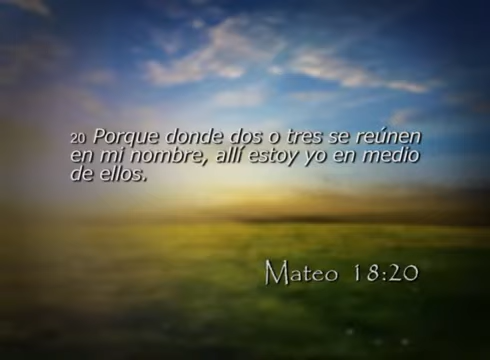 20 Porque donde dos o tres se reúnen
en mi nombre, allí estoy yo en medio
de ellos.
Mateo 18:20